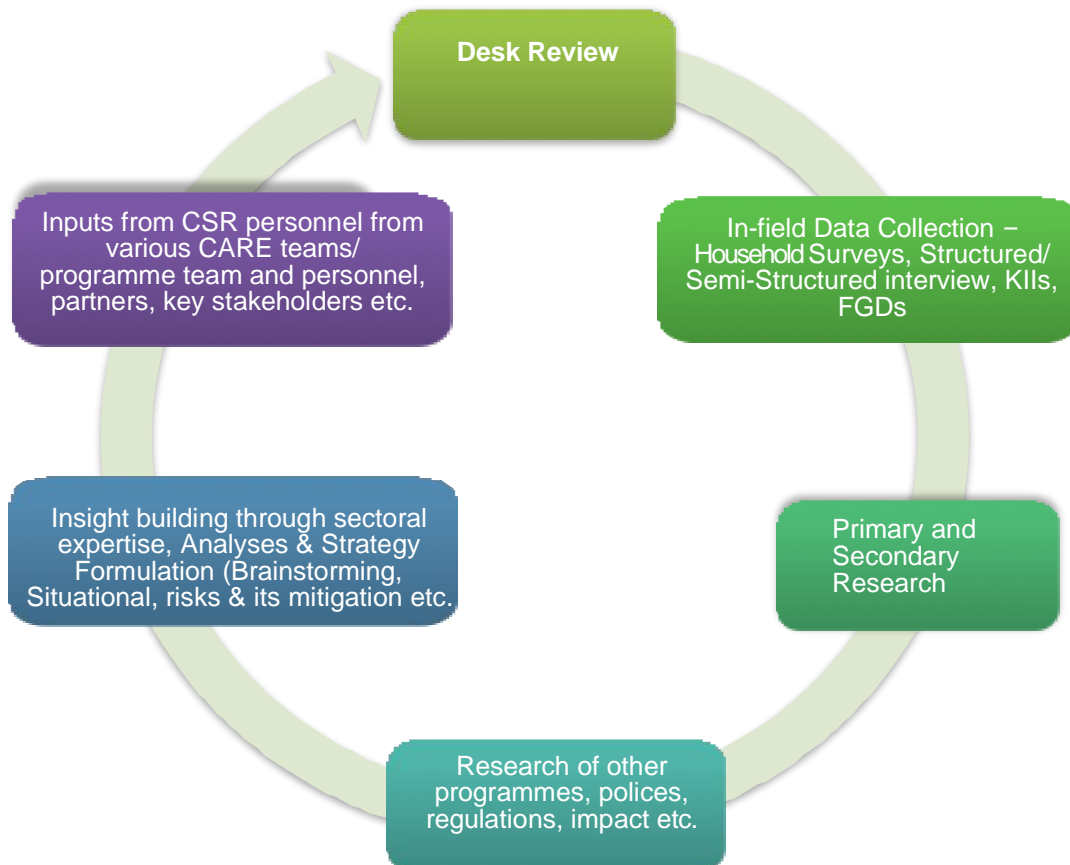 Desk Review
In-field Data Collection –
Household Surveys, Structured/
Semi-Structured interview, KIIs,
FGDs
Primary and
Secondary
Research
Research of other
programmes, polices,
regulations, impact etc.
Insight building through sectoral
expertise, Analyses & Strategy
Formulation (Brainstorming,
Situational, risks & its mitigation etc.
Inputs from CSR personnel from
various CARE teams/
programme team and personnel,
partners, key stakeholders etc.